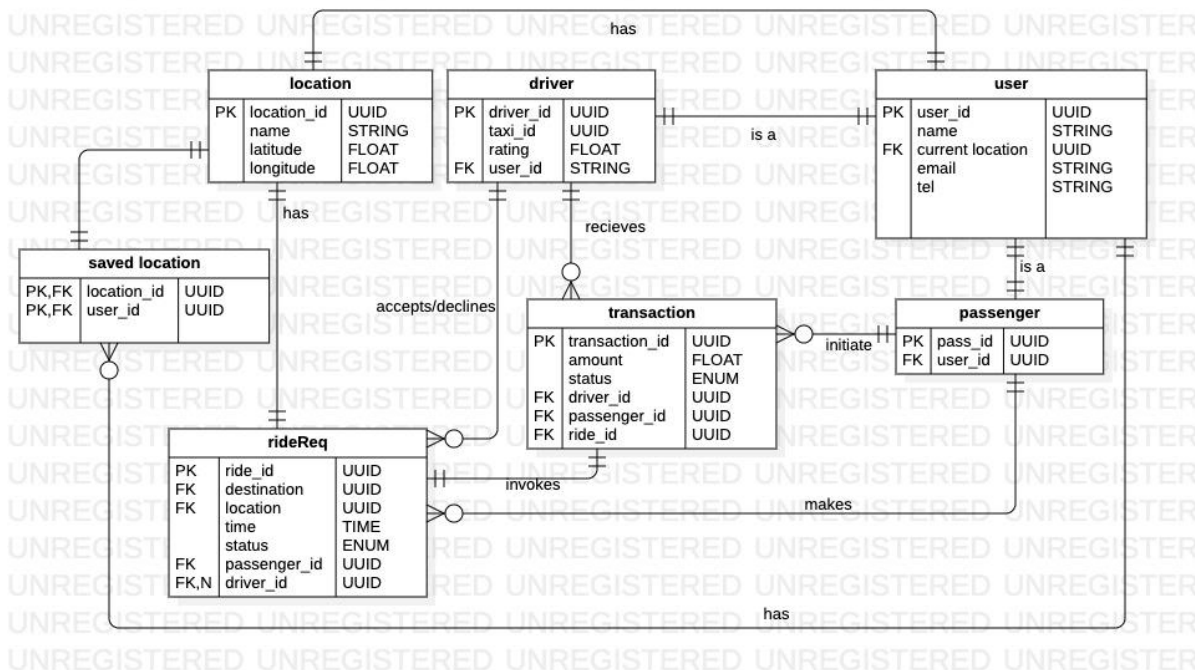 has
location
PK location_id UUID
name STRING
latitude FLOAT
longitude FLOAT
driver
PK driver_id UUID
taxi_id UUID
rating FLOAT
FK user_id STRING
is a
user
PK user_id UUID
name STRING
FK current location UUID
email STRING
tel STRING
has
recieves
is a
saved location
PK,FK location_id UUID
PK,FK user_id UUID
accepts/declines
transaction
PK transaction_id UUID
amount FLOAT
status ENUM
FK driver_id UUID
FK passenger_id UUID
FK ride_id UUID
initiate
passenger
PK pass_id UUID
FK user_id UUID
rideReq
PK ride_id UUID
FK destination UUID
FK location UUID
time TIME
status ENUM
FK passenger_id UUID
FK,N driver_id UUID
invokes
makes
has
UNREGISTERED UNREGISTERED UNREGISTERED UNREGISTERED UNREGISTERED